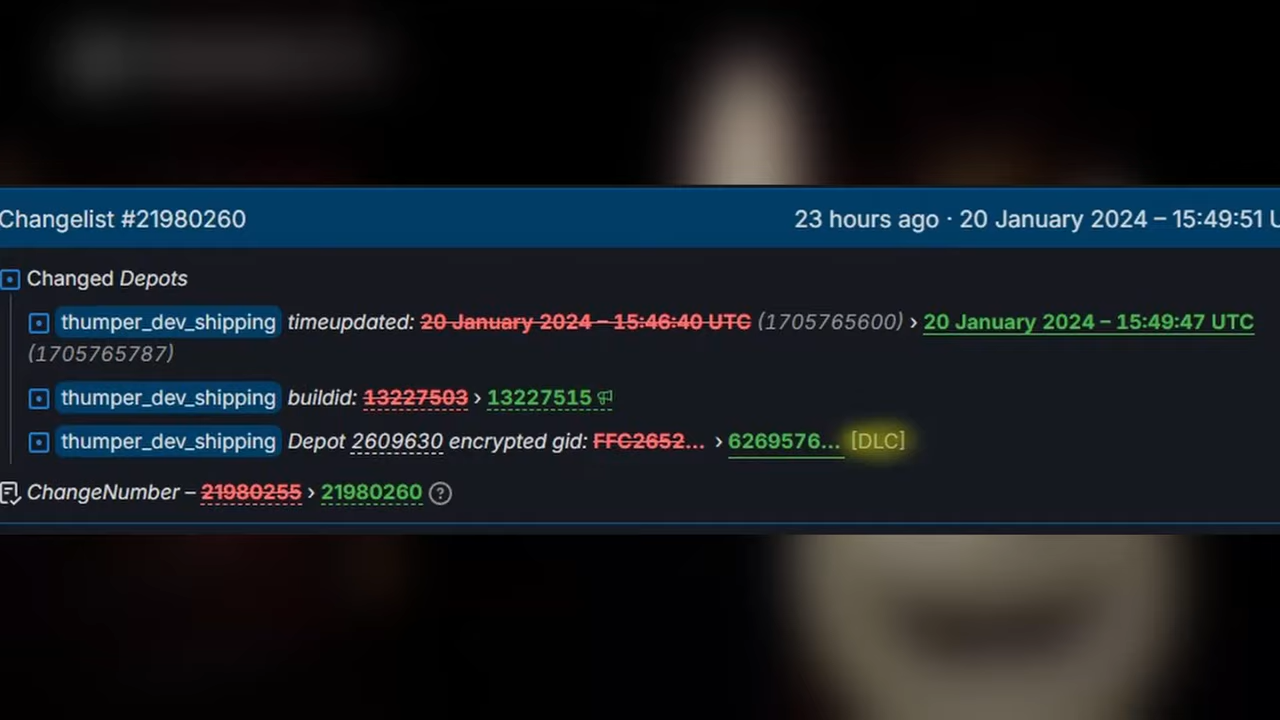 Changelist #21980260
23 hours ago · 20 January 2024 – 15:49:51 U
Changed Depots
thumper_dev_shipping timeupdated: 20 January 2024 – 15:46:40 UTC (1705765600) › 20 January 2024 – 15:49:47 UTC
(1705765787)
thumper_dev_shipping buildid: 13227503 › 13227515
thumper_dev_shipping Depot 2609630 encrypted gid: FFC2652... › 6269576... [DLC]
ChangeNumber – 21980255 › 21980260 ?